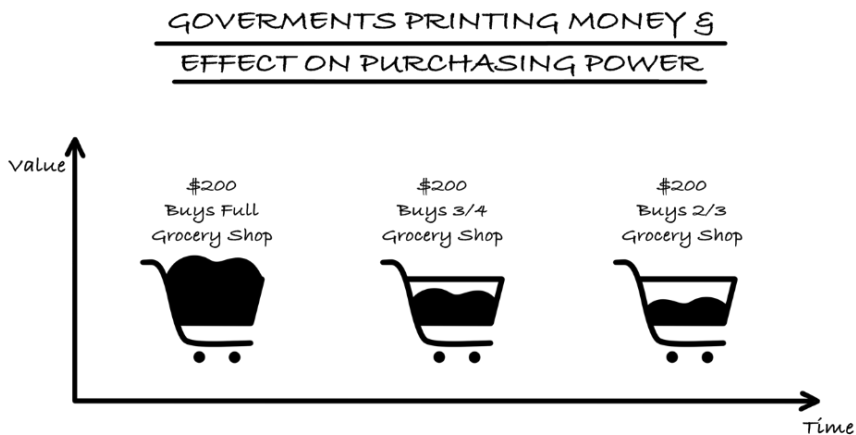 GOVERMENTS PRINTING MONEY &
EFFECT ON PURCHASING POWER
Value
$200
Buys Full
Grocery Shop
$200
Buys 3/4
Grocery Shop
$200
Buys 2/3
Grocery Shop
Time